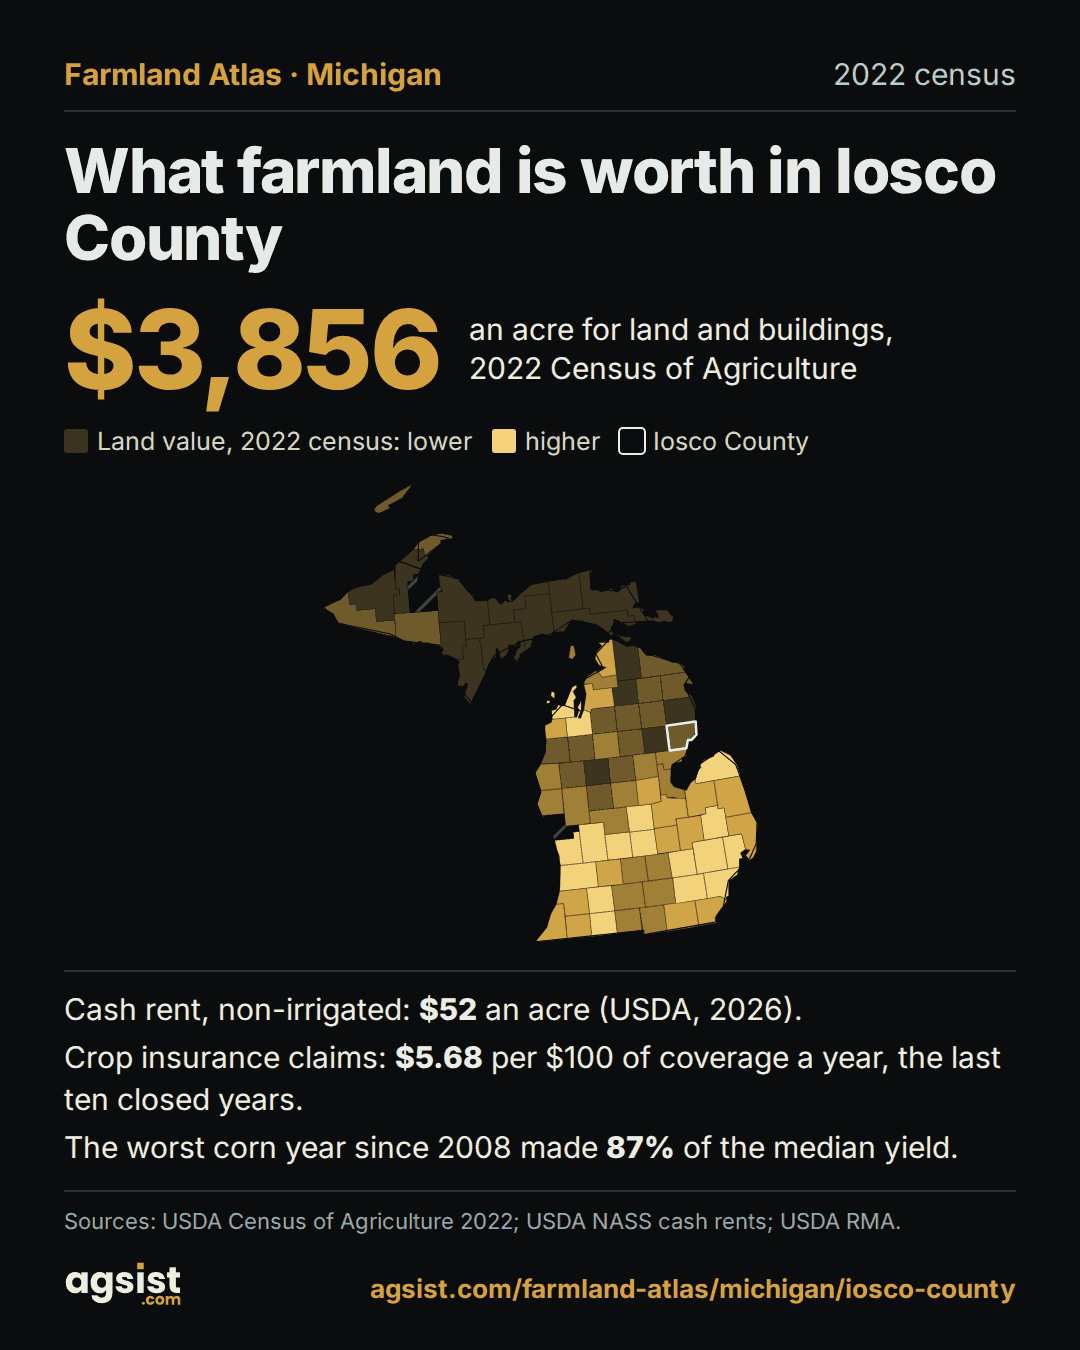 Farmland Atlas · Michigan
2022 census
What farmland is worth in Iosco
County
$3,856
an acre for land and buildings,
2022 Census of Agriculture
Land value, 2022 census: lower
higher
Iosco County
Cash rent, non-irrigated: $52 an acre (USDA, 2026).
Crop insurance claims: $5.68 per $100 of coverage a year, the last
ten closed years.
The worst corn year since 2008 made 87% of the median yield.
Sources: USDA Census of Agriculture 2022; USDA NASS cash rents; USDA RMA.
agsist
.com
agsist.com/farmland-atlas/michigan/iosco-county